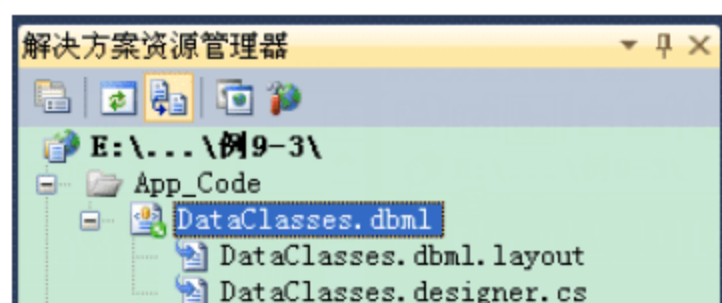 解决方案资源管理器
E:\...\例9-3\
App_Code
DataClasses.dbml
DataClasses.dbml.layout
DataClasses.designer.cs